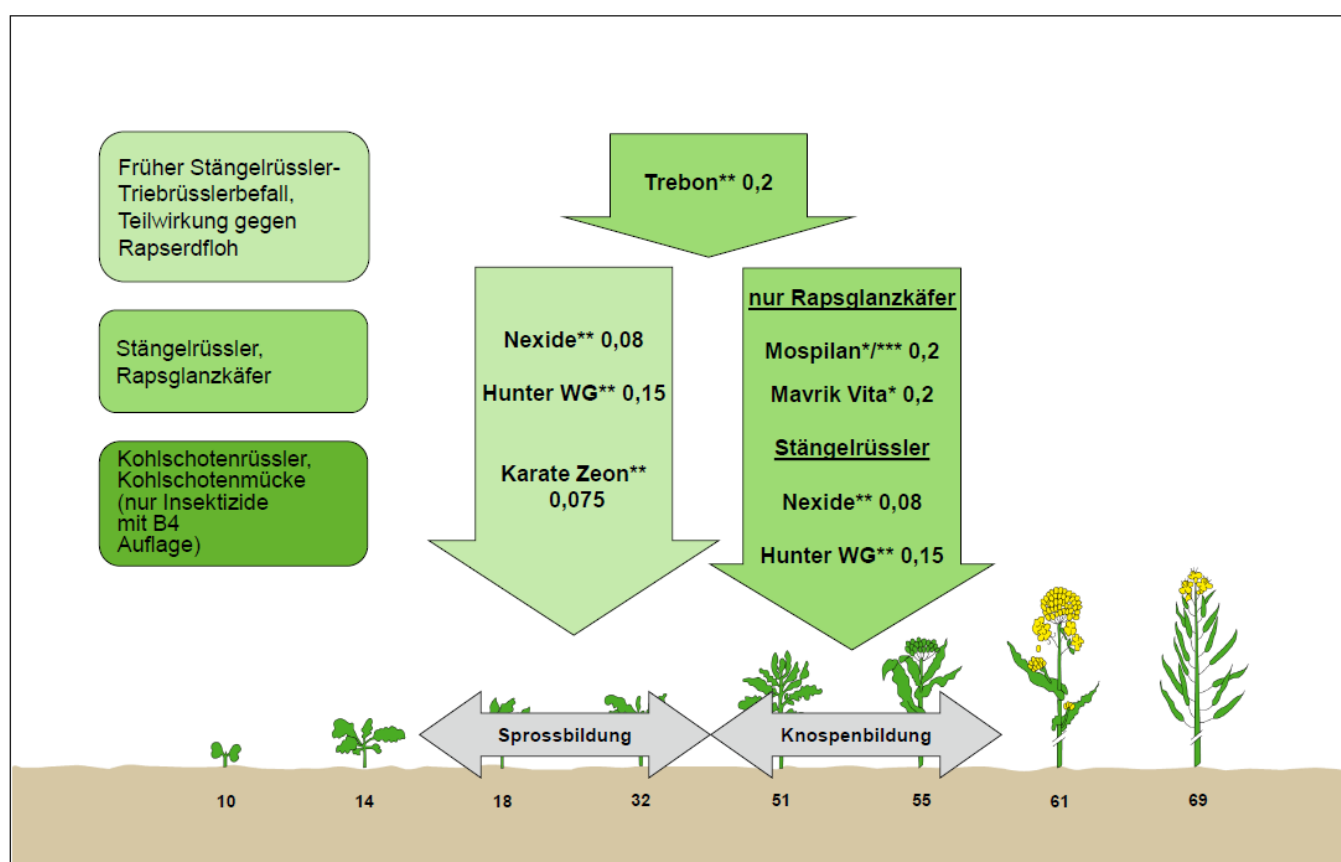 Früher Stängelrüssler-
Triebrüsslerbefall,
Teilwirkung gegen
Rapserdfloh
Stängelrüssler,
Rapsglanzkäfer
Kohlschotenrüssler,
Kohlschotenmücke
(nur Insektizide
mit B4
Auflage)
Trebon** 0,2
Nexide** 0,08
Hunter WG** 0,15
Karate Zeon**
0,075
nur Rapsglanzkäfer
Mospilan*/*** 0,2
Mavrik Vita* 0,2
Stängelrüssler
Nexide** 0,08
Hunter WG** 0,15
Sprossbildung
Knospenbildung
10 14 18 32 51 55 61 69